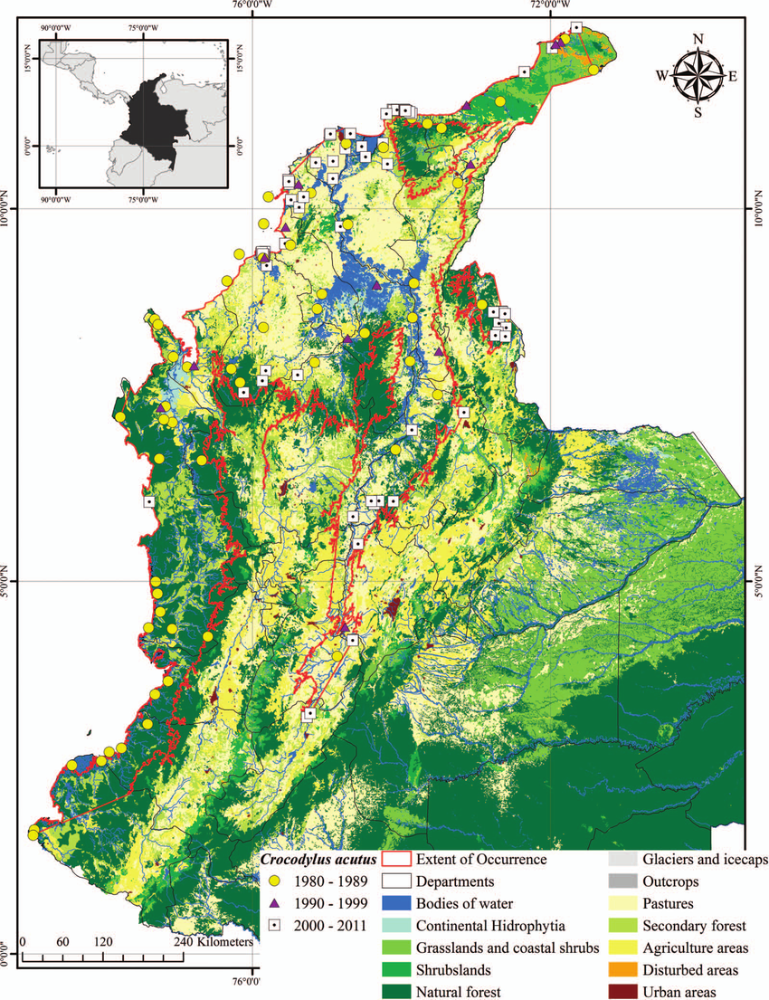 76°0'0"W 72°0'0"W
90°0'0"W 75°0'0"W
15°0'0"N 15°0'0"N
0°0'0" 0°0'0"
90°0'0"W 75°0'0"W
N
W E
S
10°0'0"N 10°0'0"N
5°0'0"N 5°0'0"N
Crocodylus acutus
1980 - 1989
1990 - 1999
2000 - 2011
Extent of Occurrence
Departments
Bodies of water
Continental Hidrophytia
Grasslands and coastal shrubs
Shrubslands
Natural forest
Glaciers and icecaps
Outcrops
Pastures
Secondary forest
Agriculture areas
Disturbed areas
Urban areas
0 60 120 240 Kilometers
0°0'0"
76°0'0"W